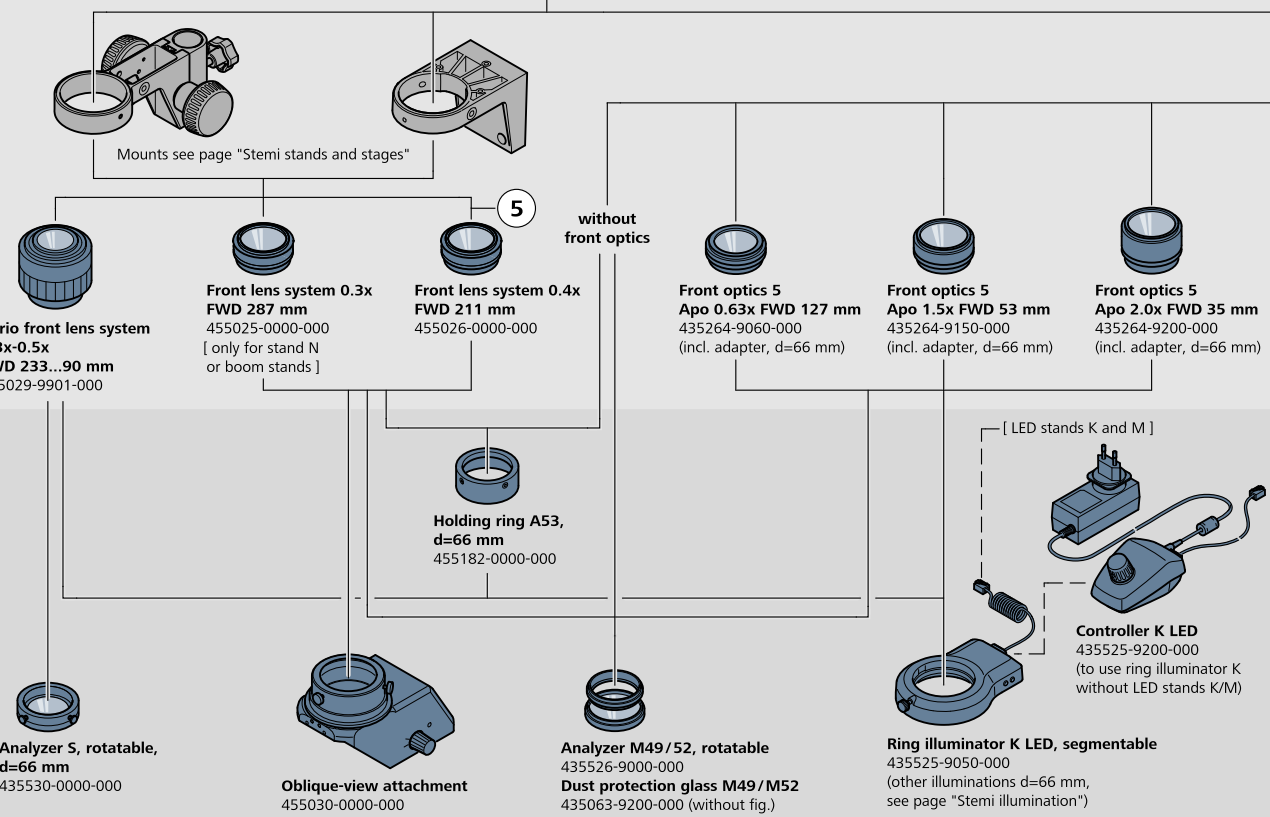 Mounts see page "Stemi stands and stages"
5
without
front optics
rio front lens system
3x-0.5x
WD 233...90 mm
5029-9901-000
Front lens system 0.3x
FWD 287 mm
455025-0000-000
[ only for stand N
or boom stands ]
Front lens system 0.4x
FWD 211 mm
455026-0000-000
Front optics 5
Apo 0.63x FWD 127 mm
435264-9060-000
(incl. adapter, d=66 mm)
Front optics 5
Apo 1.5x FWD 53 mm
435264-9150-000
(incl. adapter, d=66 mm)
Front optics 5
Apo 2.0x FWD 35 mm
435264-9200-000
(incl. adapter, d=66 mm)
[ LED stands K and M ]
Holding ring A53,
d=66 mm
455182-0000-000
Controller K LED
435525-9200-000
(to use ring illuminator K
without LED stands K/M)
Analyzer S, rotatable,
d=66 mm
435530-0000-000
Oblique-view attachment
455030-0000-000
Analyzer M49/52, rotatable
435526-9000-000
Dust protection glass M49/M52
435063-9200-000 (without fig.)
Ring illuminator K LED, segmentable
435525-9050-000
(other illuminations d=66 mm,
see page "Stemi illumination")